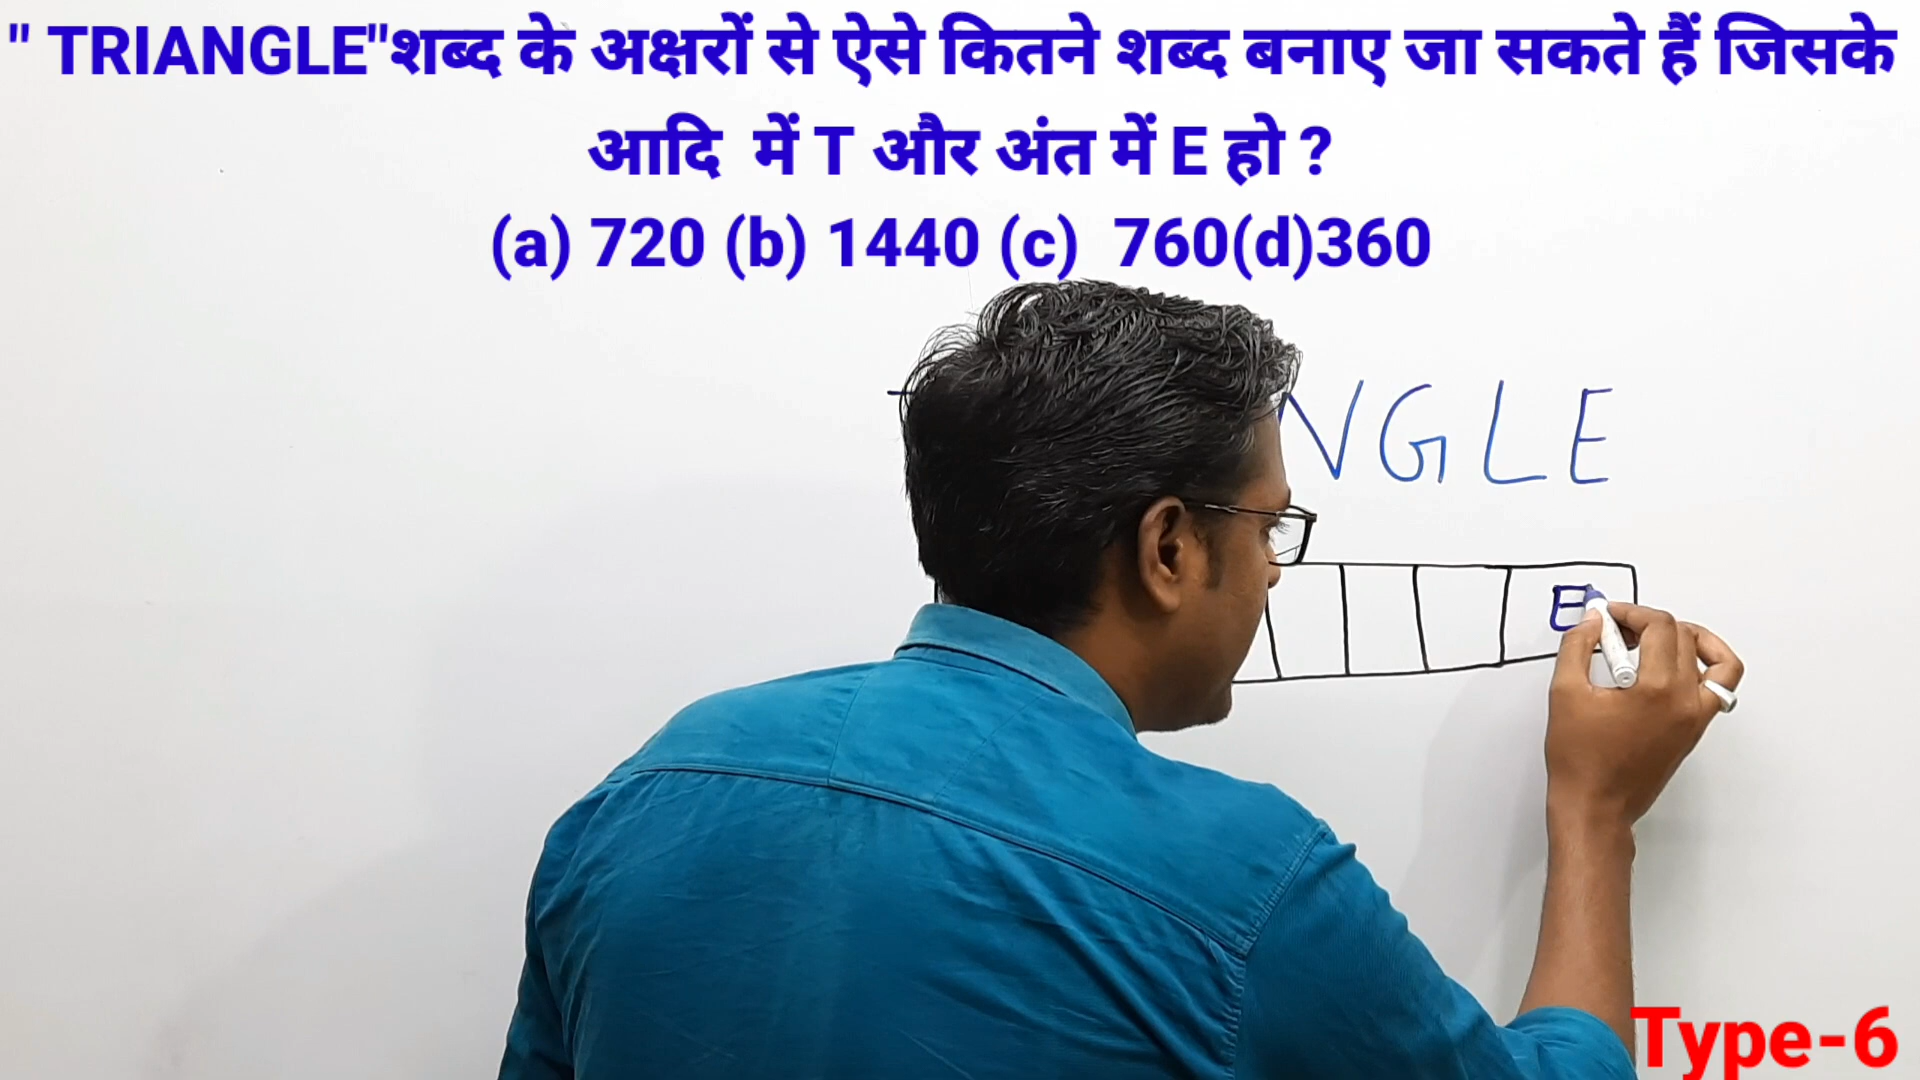 " TRIANGLE"शब्द के अक्षरों से ऐसे कितने शब्द बनाए जा सकते हैं जिसके
आदि में T और अंत में E हो ?
(a) 720 (b) 1440 (c) 760(d)360
NGLE
E
Type-6